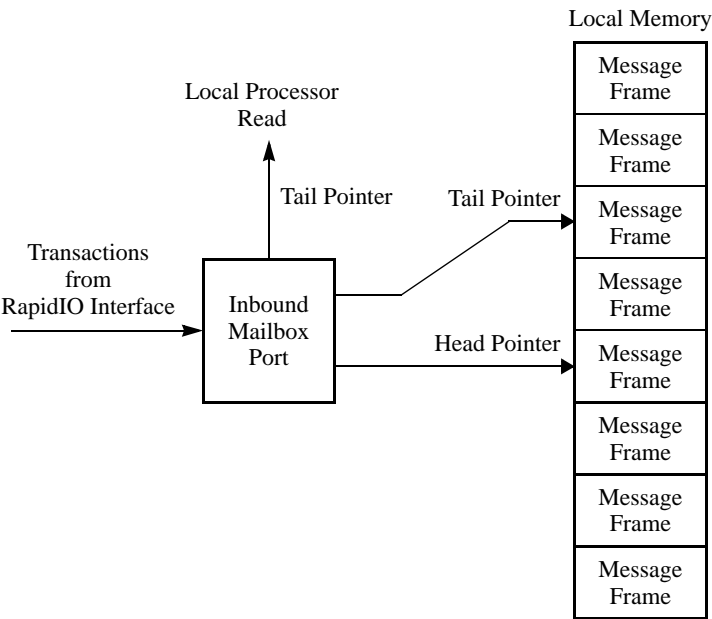 Local Memory
Message
Frame
Local Processor
Read
Message
Frame
Tail Pointer
Tail Pointer
Message
Frame
Transactions
from
RapidIO Interface
Inbound
Mailbox
Port
Message
Frame
Head Pointer
Message
Frame
Message
Frame
Message
Frame
Message
Frame